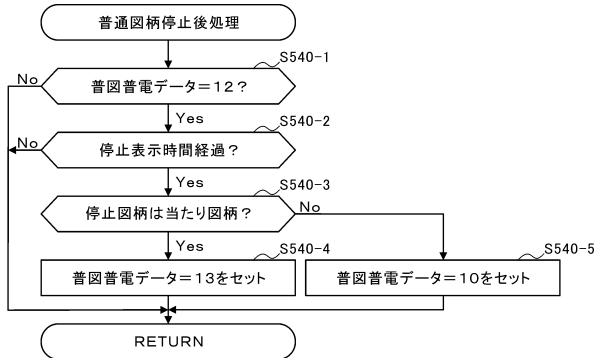 普通図柄停止後処理
S540-1
普図普電データ＝１２？
No
Yes
S540-2
停止表示時間経過？
No
Yes
S540-3
停止図柄は当たり図柄？
No
Yes
S540-4
普図普電データ＝１３をセット
S540-5
普図普電データ＝１０をセット
RETURN